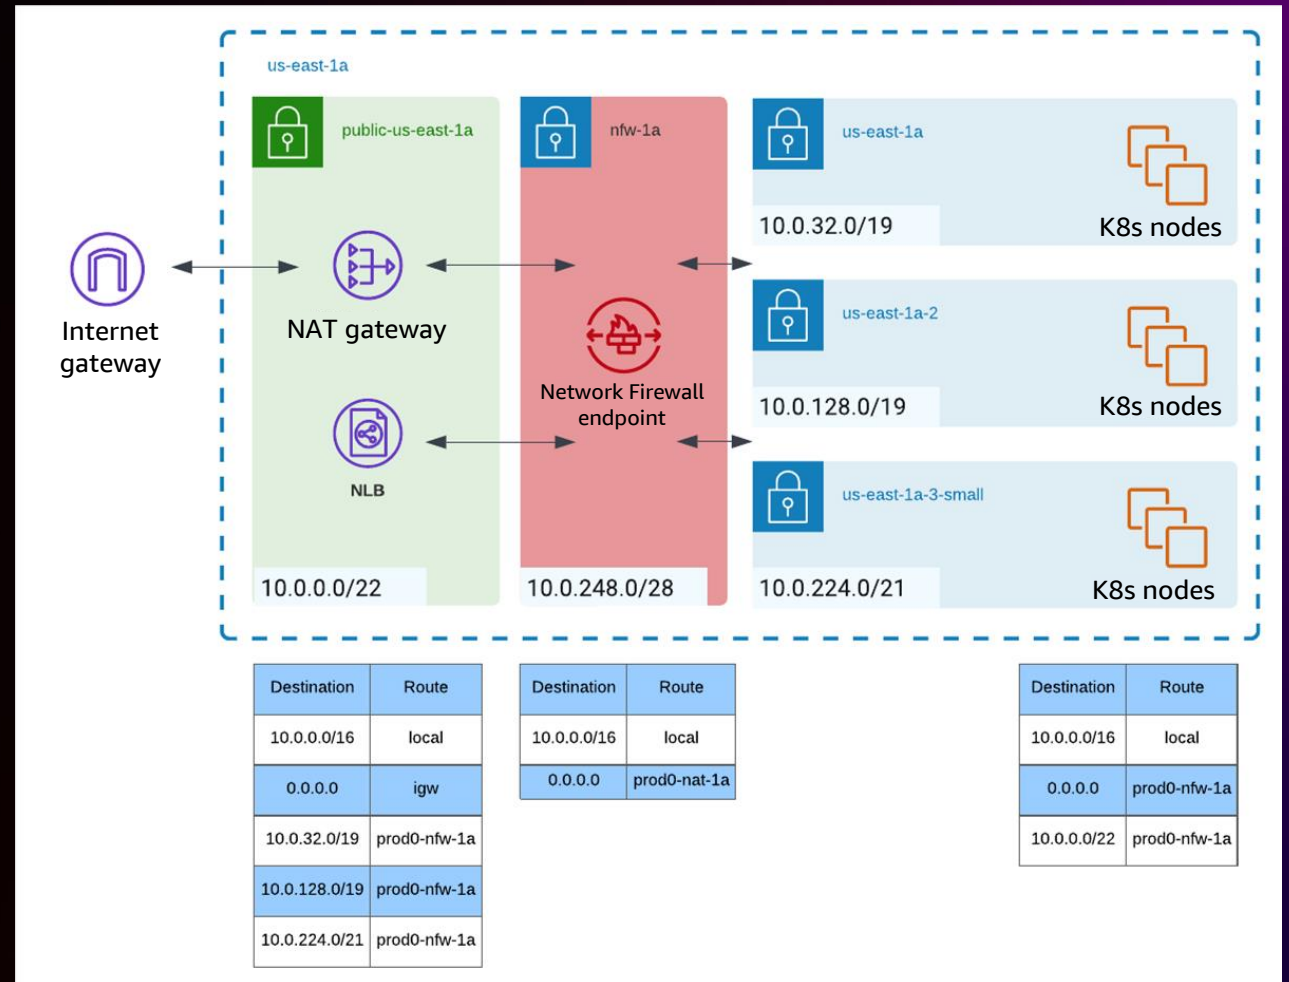 us-east-1a
public-us-east-1a
nfw-1a
us-east-1a
10.0.32.0/19
K8s nodes
Internet
gateway
NAT gateway
NLB
Network Firewall
endpoint
us-east-1a-2
10.0.128.0/19
K8s nodes
us-east-1a-3-small
10.0.0.0/22
10.0.248.0/28
10.0.224.0/21
K8s nodes
Destination Route
10.0.0.0/16 local
0.0.0.0 igw
10.0.32.0/19 prod0-nfw-1a
10.0.128.0/19 prod0-nfw-1a
10.0.224.0/21 prod0-nfw-1a
Destination Route
10.0.0.0/16 local
0.0.0.0 prod0-nat-1a
Destination Route
10.0.0.0/16 local
0.0.0.0 prod0-nfw-1a
10.0.0.0/22 prod0-nfw-1a